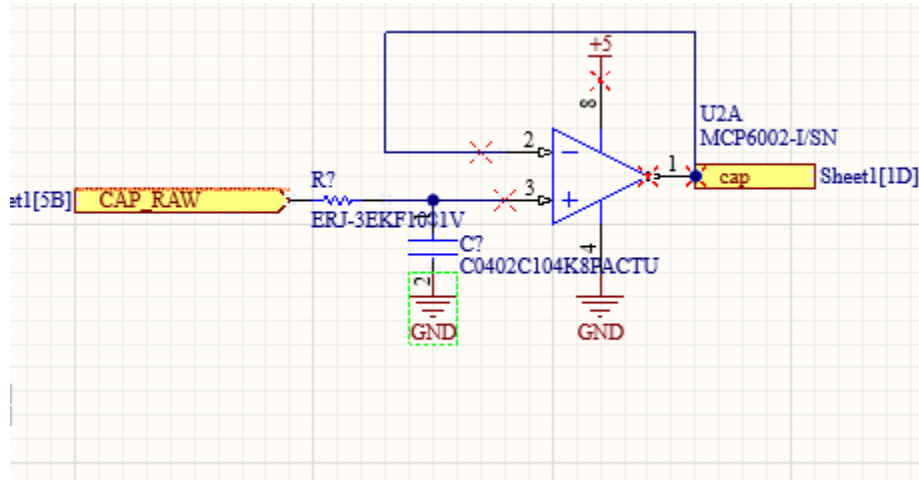 +5
8
U2A
MCP6002-I/SN
2
1
cap
Sheet1[1D]
et1[5B]
CAP_RAW
R?
3
ERJ-3EKF1001V
1
C?
C0402C104K8PACTU
4
2
GND
GND